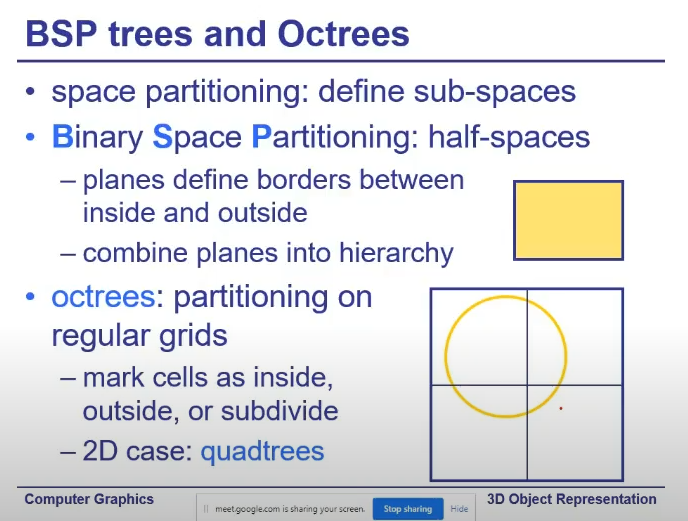 BSP trees and Octrees
• space partitioning: define sub-spaces
• Binary Space Partitioning: half-spaces
– planes define borders between
inside and outside
– combine planes into hierarchy
• octrees: partitioning on
regular grids
– mark cells as inside,
outside, or subdivide
– 2D case: quadtrees
Computer Graphics
meet.google.com is sharing your screen.
Stop sharing
Hide
3D Object Representation